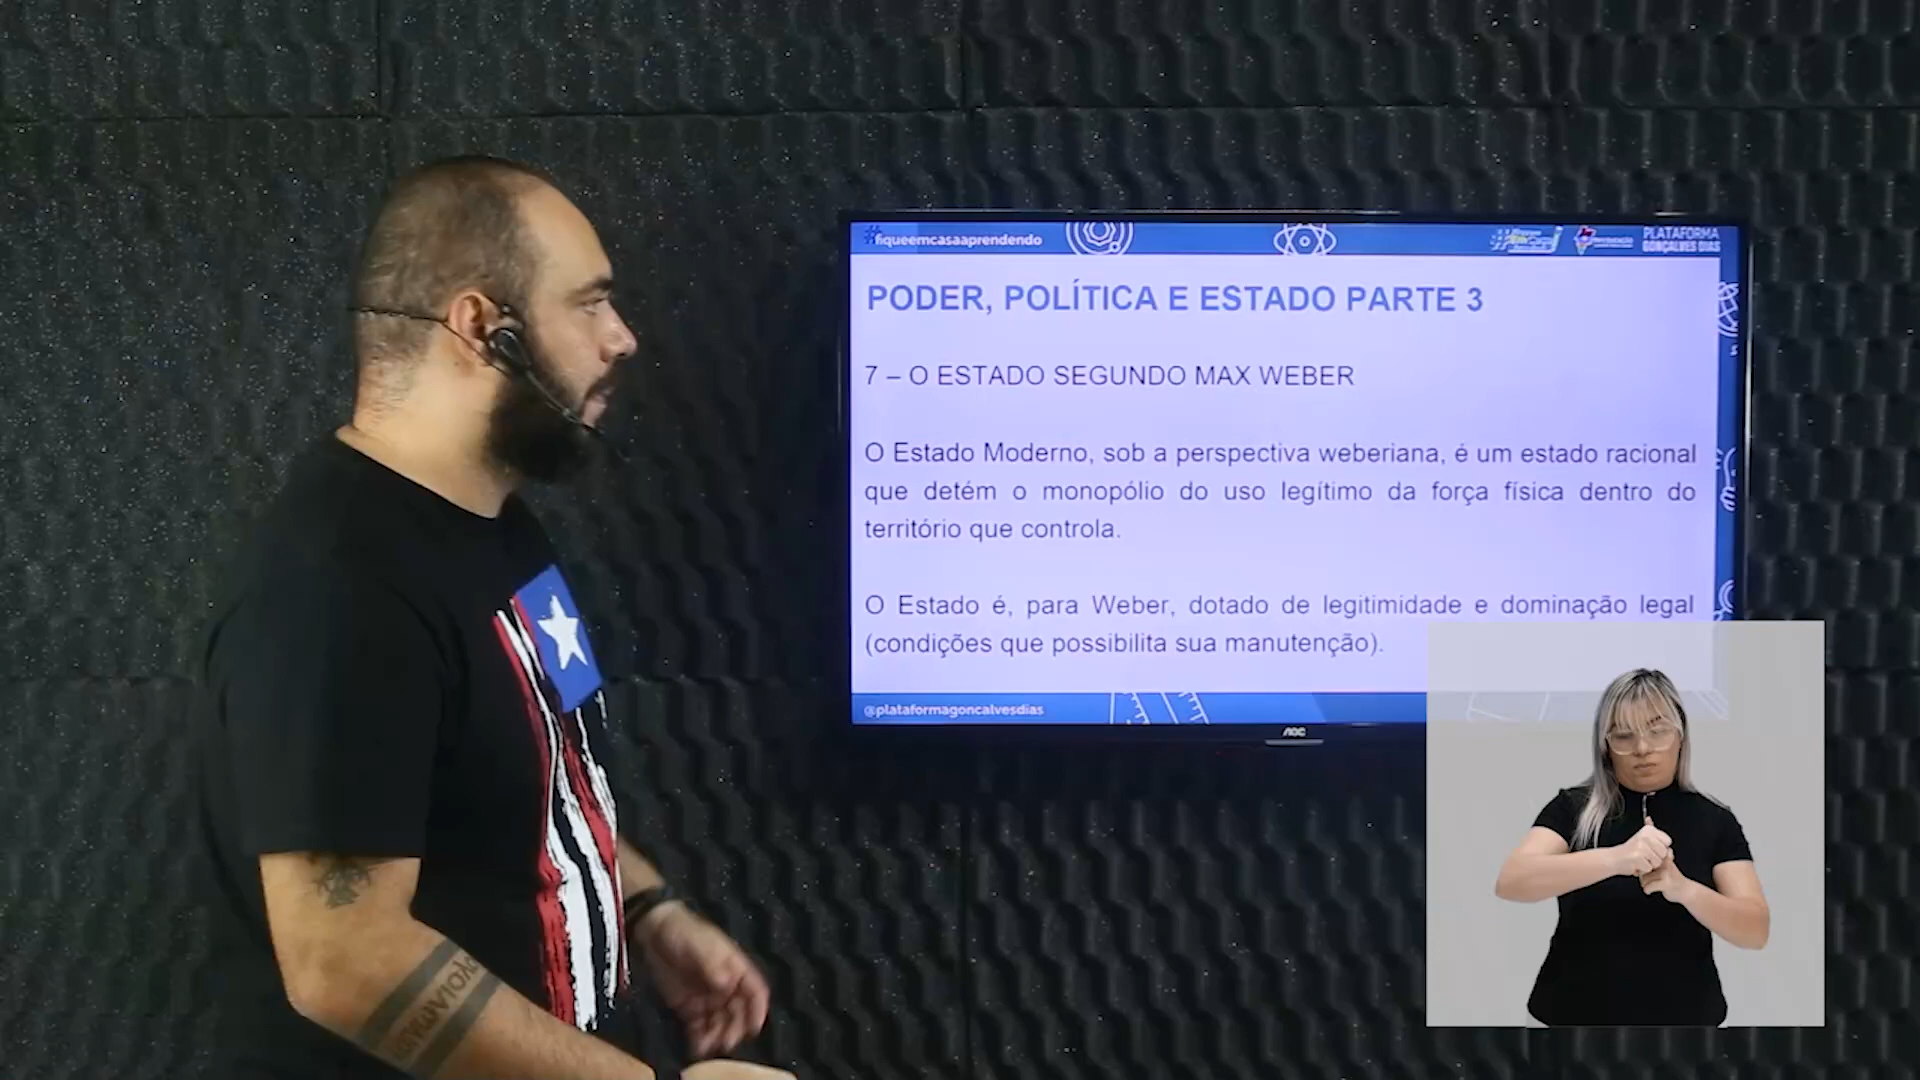 #fiqueemcasaaprendendo
PLATAFORMA
GONÇALVES DIAS
PODER, POLÍTICA E ESTADO PARTE 3
7 – O ESTADO SEGUNDO MAX WEBER
O Estado Moderno, sob a perspectiva weberiana, é um estado racional
que detém o monopólio do uso legítimo da força física dentro do
território que controla.
O Estado é, para Weber, dotado de legitimidade e dominação legal
(condições que possibilita sua manutenção).
@plataformagoncalvesdias
AOC